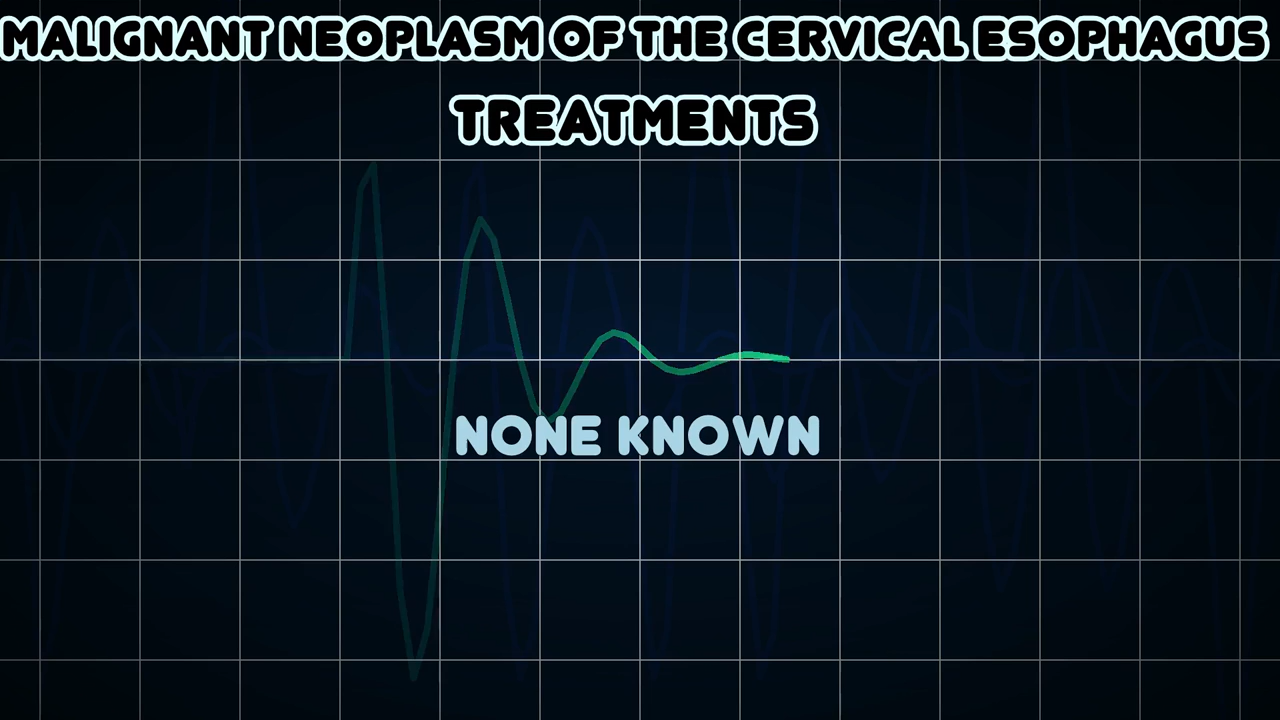 MALIGNANT NEOPLASM OF THE CERVICAL ESOPHAGUS
TREATMENTS
NONE KNOWN